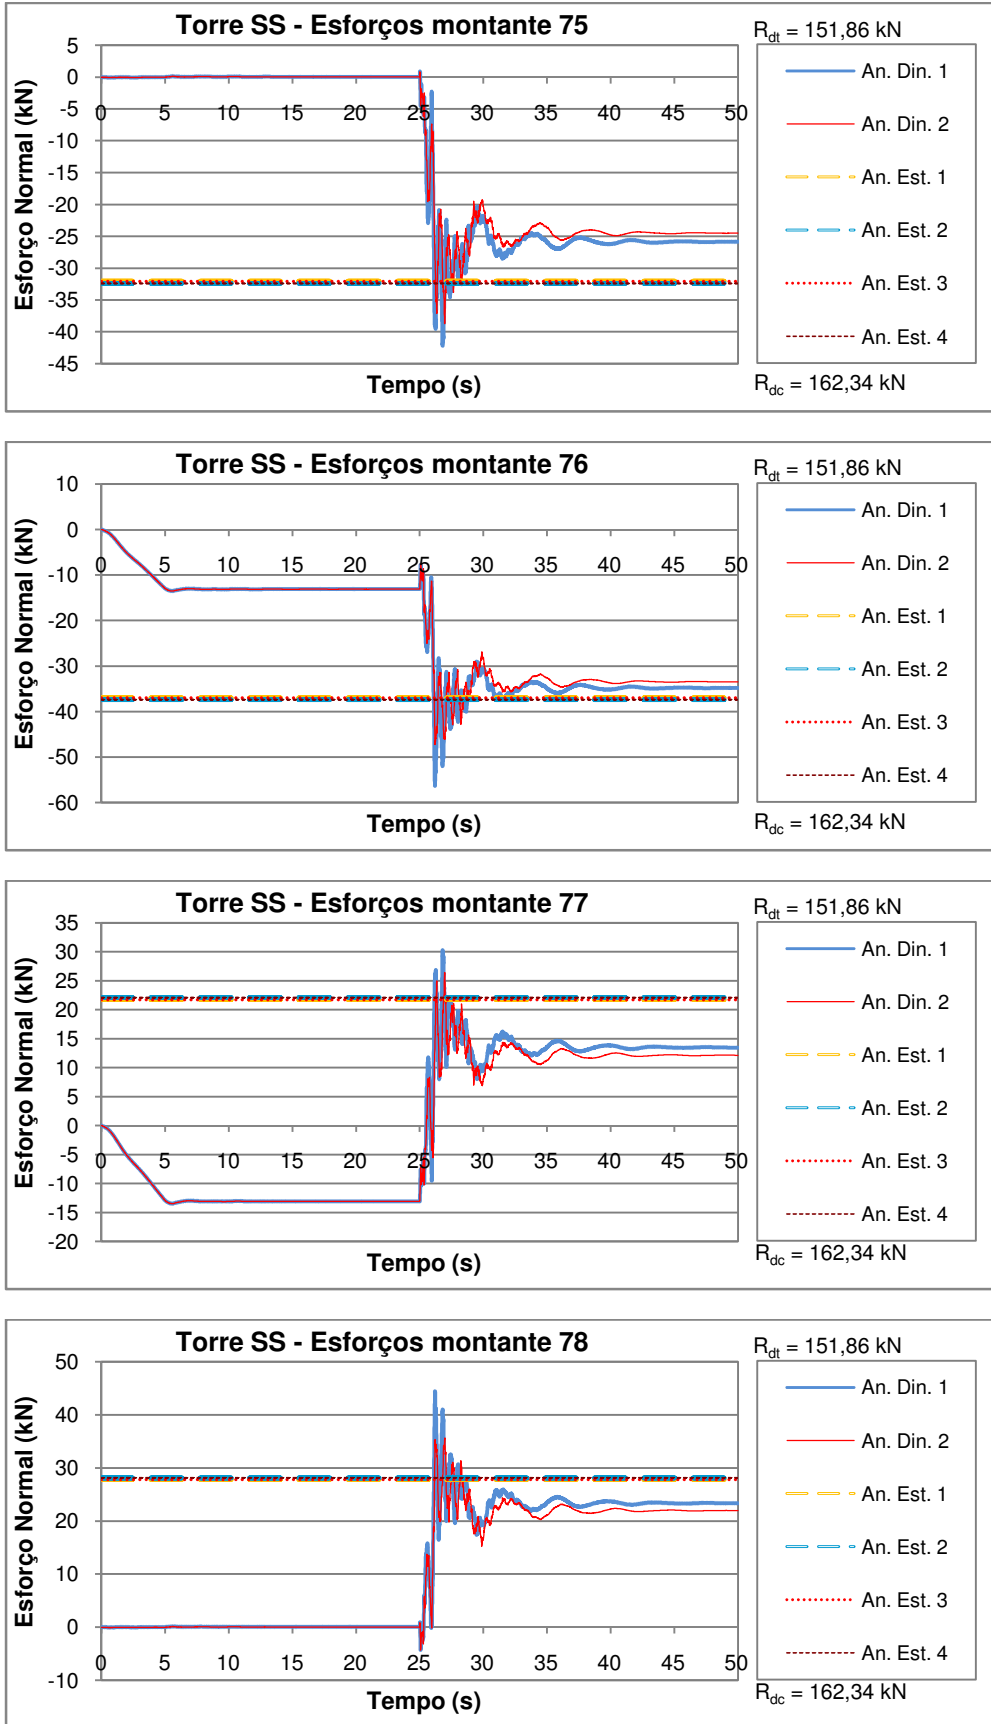 Torre SS - Esforços montante 75
R_dt = 151,86 kN
Esforço Normal (kN)
5
0
-5
-10
-15
-20
-25
-30
-35
-40
-45
0 5 10 15 20 25 30 35 40 45 50
Tempo (s)
An. Din. 1
An. Din. 2
An. Est. 1
An. Est. 2
An. Est. 3
An. Est. 4
R_dc = 162,34 kN
Torre SS - Esforços montante 76
R_dt = 151,86 kN
Esforço Normal (kN)
10
0
-10
-20
-30
-40
-50
-60
0 5 10 15 20 25 30 35 40 45 50
Tempo (s)
An. Din. 1
An. Din. 2
An. Est. 1
An. Est. 2
An. Est. 3
An. Est. 4
R_dc = 162,34 kN
Torre SS - Esforços montante 77
R_dt = 151,86 kN
Esforço Normal (kN)
35
30
25
20
15
10
5
0
-5
-10
-15
-20
0 5 10 15 20 25 30 35 40 45 50
Tempo (s)
An. Din. 1
An. Din. 2
An. Est. 1
An. Est. 2
An. Est. 3
An. Est. 4
R_dc = 162,34 kN
Torre SS - Esforços montante 78
R_dt = 151,86 kN
Esforço Normal (kN)
50
40
30
20
10
0
-10
0 5 10 15 20 25 30 35 40 45 50
Tempo (s)
An. Din. 1
An. Din. 2
An. Est. 1
An. Est. 2
An. Est. 3
An. Est. 4
R_dc = 162,34 kN